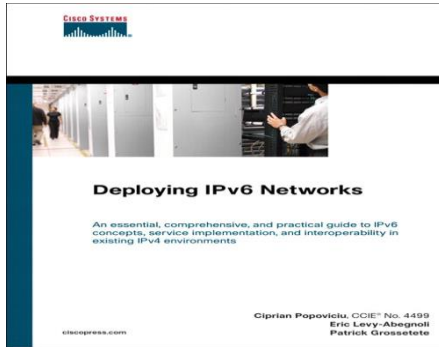 CISCO SYSTEMS
Deploying IPv6 Networks
An essential, comprehensive, and practical guide to IPv6
concepts, service implementation, and interoperability in
existing IPv4 environments
Ciprian Popoviciu, CCIE® No. 4499
Eric Levy-Abegnoli
Patrick Grossetete
ciscopress.com